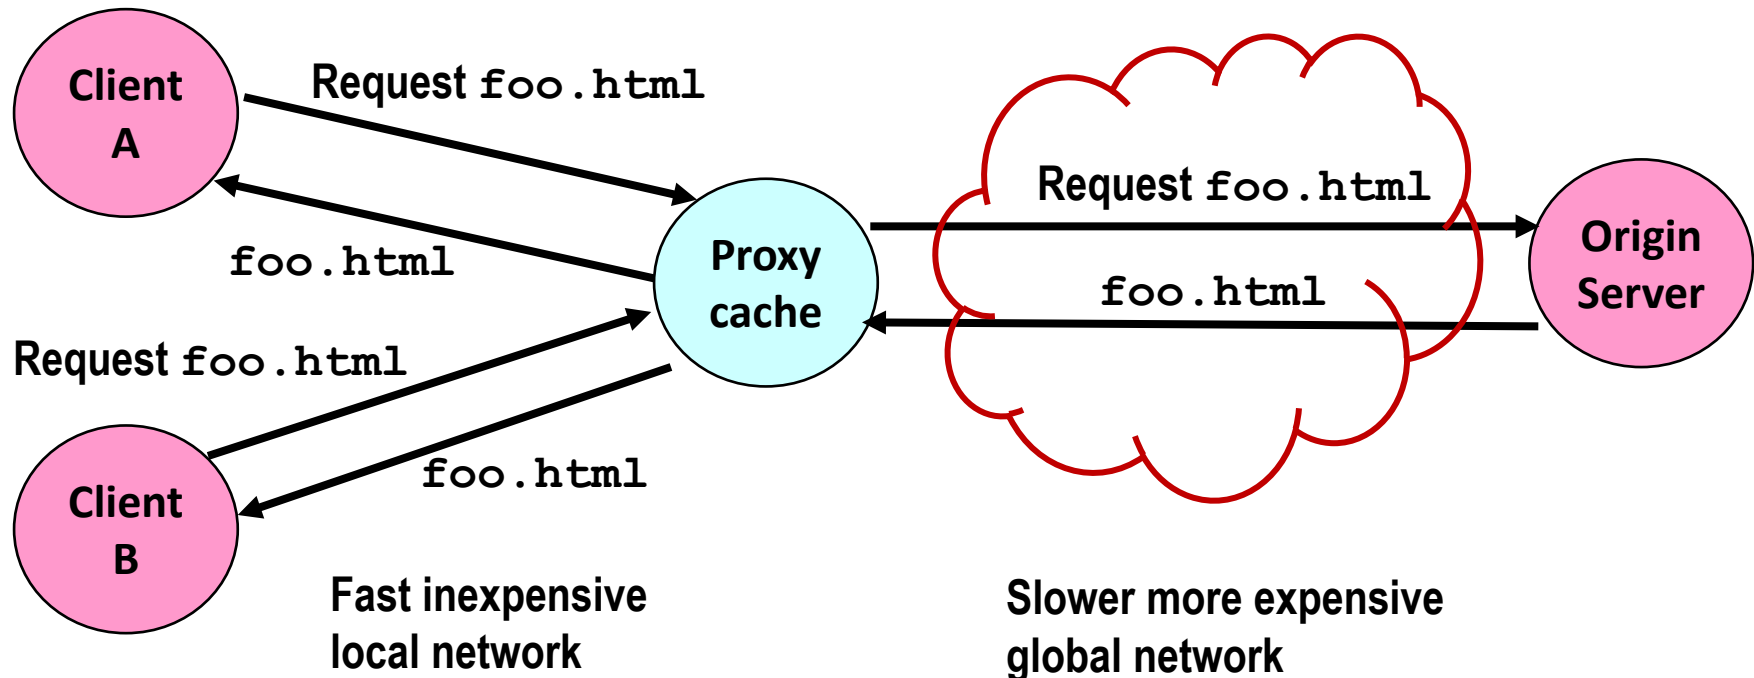 Client
A
Request foo.html
foo.html
Request foo.html
foo.html
Client
B
Proxy
cache
Request foo.html
foo.html
Origin
Server
Fast inexpensive
local network
Slower more expensive
global network